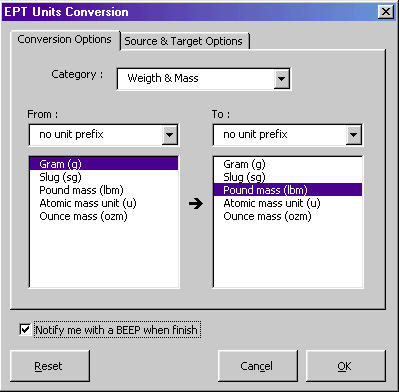 EPT Units Conversion
Conversion Options Source & Target Options
Category : Weigth & Mass
From : To :
no unit prefix no unit prefix
Gram (g) Gram (g)
Slug (sg) Slug (sg)
Pound mass (lbm) Pound mass (lbm)
Atomic mass unit (u) Atomic mass unit (u)
Ounce mass (ozm) Ounce mass (ozm)
Notify me with a BEEP when finish
Reset Cancel OK